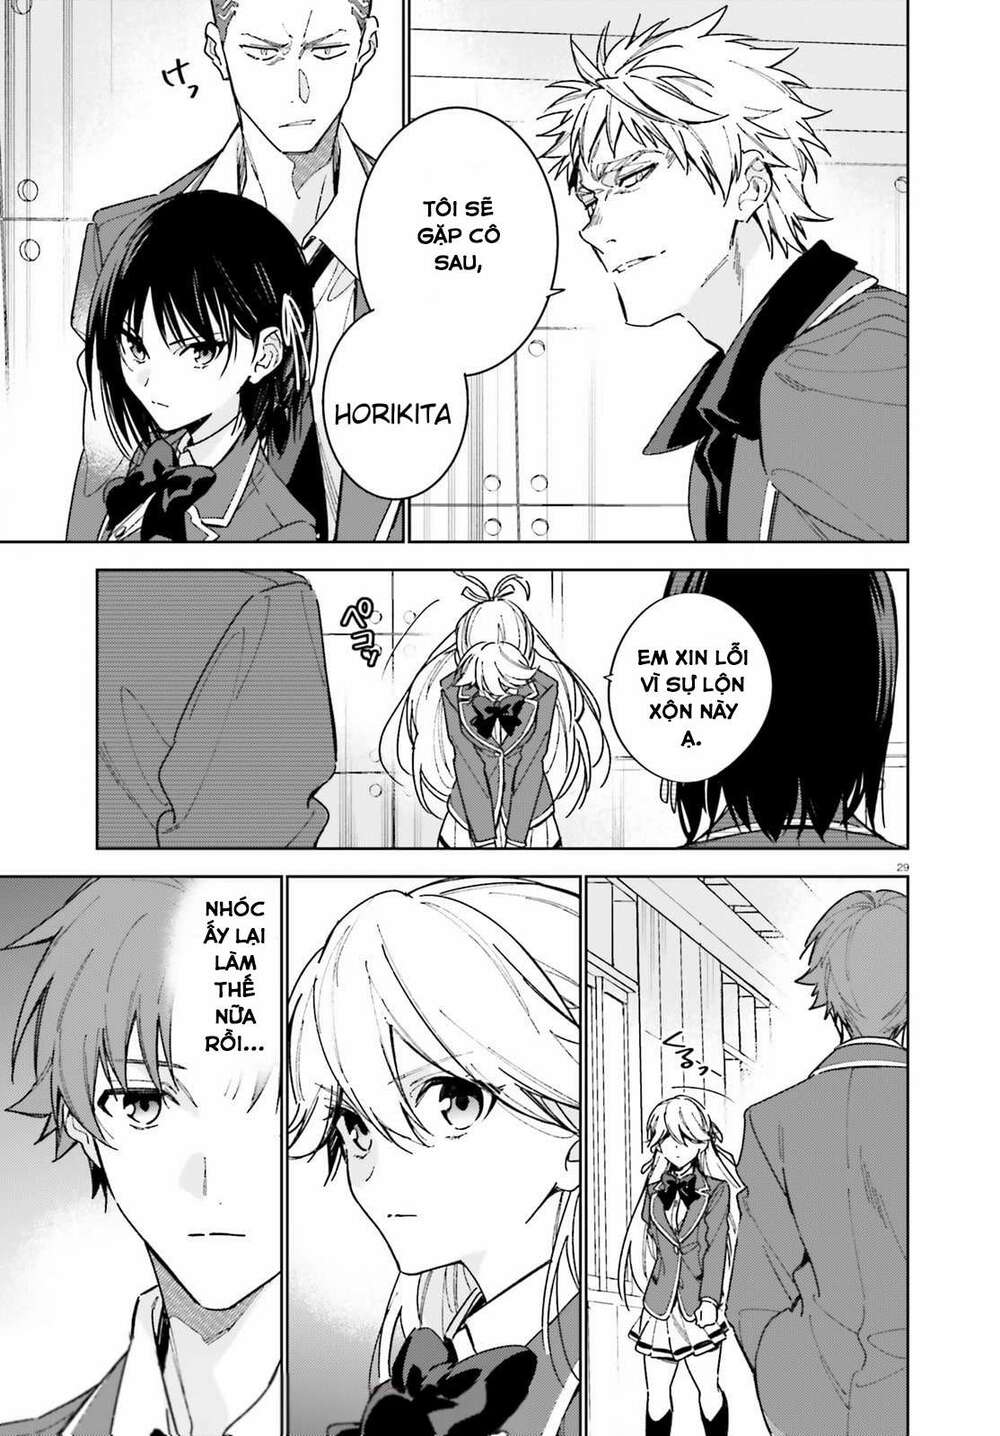 けっ
TÔI SẼ
GẶP CÔ
SAU,
HORIKITA
ペコッ
EM XIN LỖI
VÌ SỰ LỘN
XỘN NÀY
Ạ.
29
くるっ
NHÓC
ẤY LẠI
LÀM
THẾ
NỮA
RỒI...